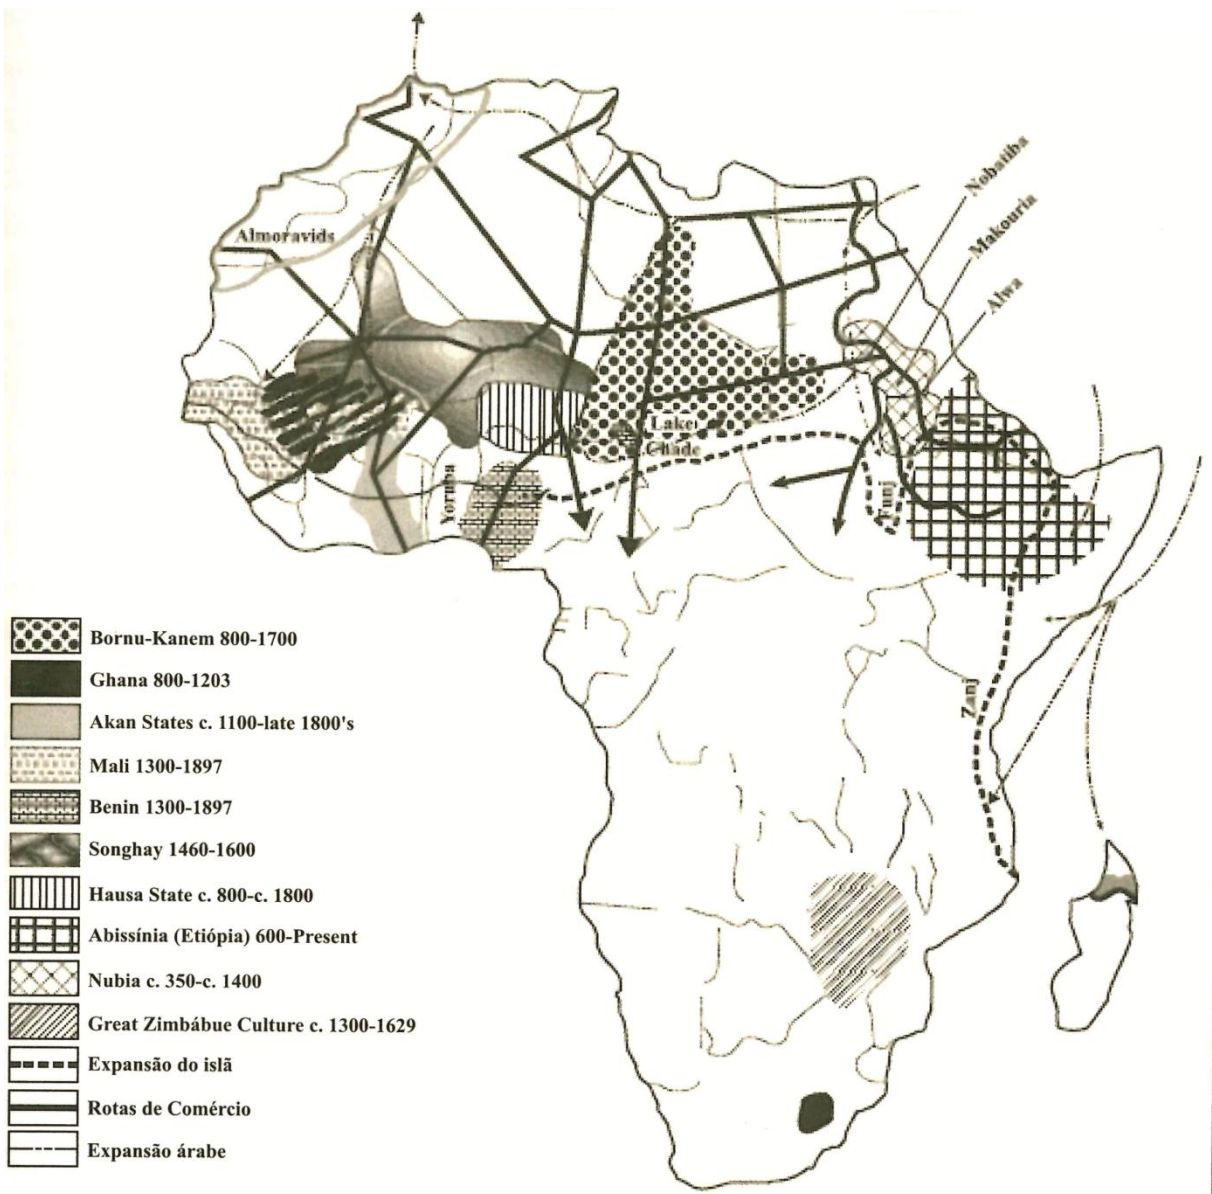 Nobatiba
Makouria
Alwa
Almoravids
Lake
Chade
Yoruba
Funj
Zanj
Bornu-Kanem 800-1700
Ghana 800-1203
Akan States c. 1100-late 1800's
Mali 1300-1897
Benin 1300-1897
Songhay 1460-1600
Hausa State c. 800-c. 1800
Abissínia (Etiópia) 600-Present
Nubia c. 350-c. 1400
Great Zimbábue Culture c. 1300-1629
Expansão do islã
Rotas de Comércio
Expansão árabe